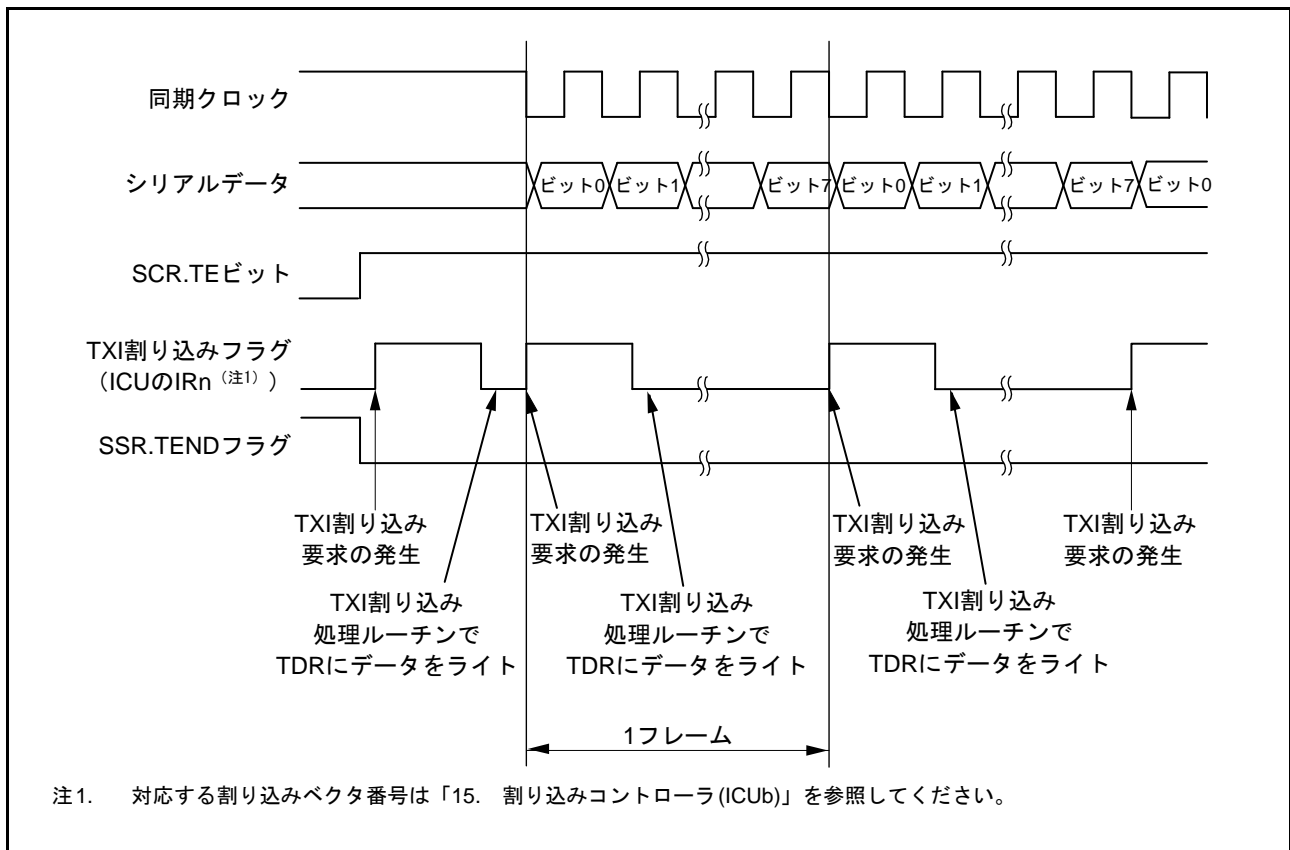 同期クロック
シリアルデータ
ビット0 ビット1 ビット7 ビット0 ビット1 ビット7 ビット0
SCR.TEビット
TXI割り込みフラグ
（ICUのIRn（注1））
SSR.TENDフラグ
TXI割り込み
要求の発生
TXI割り込み
処理ルーチンで
TDRにデータをライト
TXI割り込み
要求の発生
TXI割り込み
処理ルーチンで
TDRにデータをライト
TXI割り込み
要求の発生
TXI割り込み
処理ルーチンで
TDRにデータをライト
TXI割り込み
要求の発生
1フレーム
注1. 対応する割り込みベクタ番号は「15. 割り込みコントローラ(ICUb)」を参照してください。